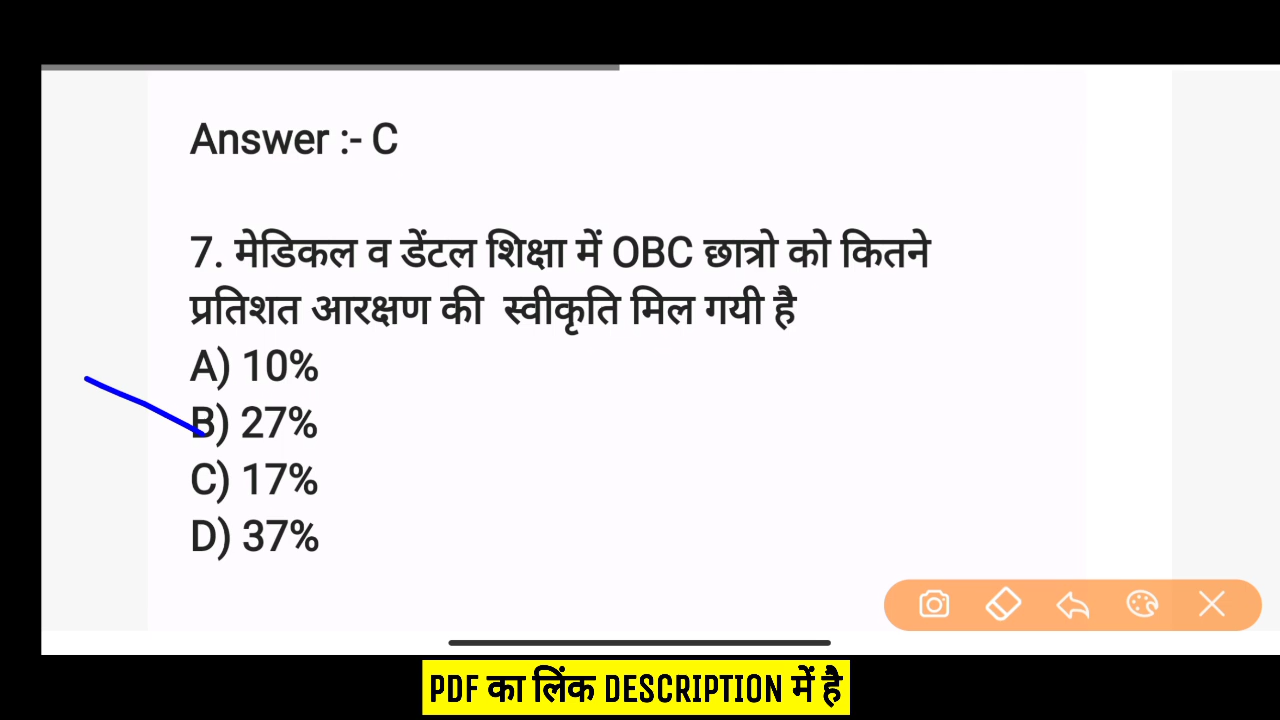 Answer :- C
7. मेडिकल व डेंटल शिक्षा में OBC छात्रो को कितने
प्रतिशत आरक्षण की स्वीकृति मिल गयी है
A) 10%
B) 27%
C) 17%
D) 37%
PDF का लिंक DESCRIPTION में है